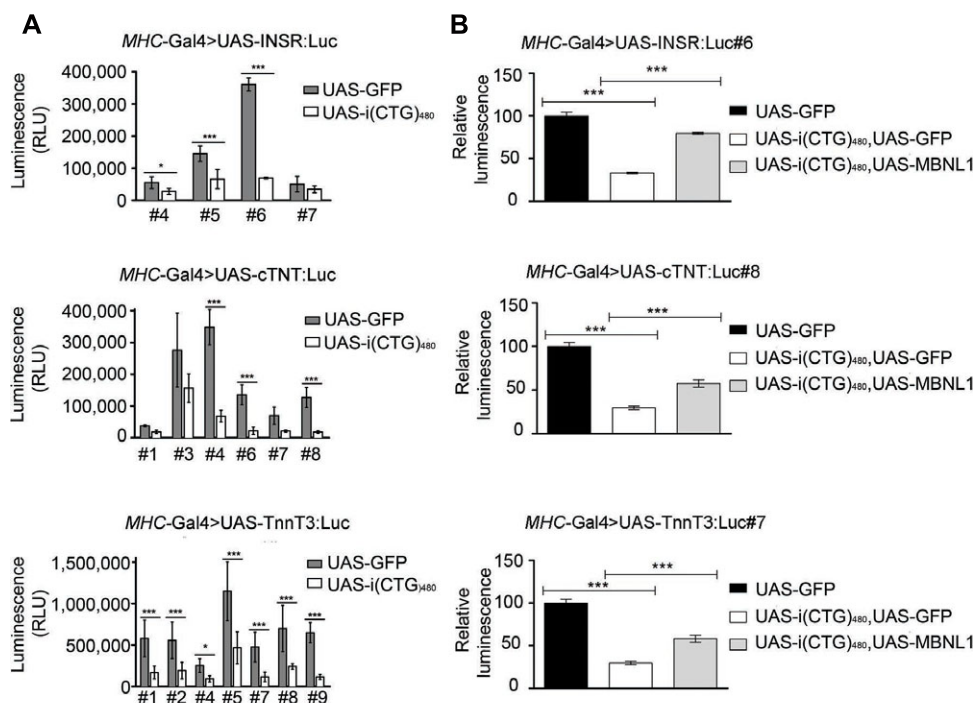 A
MHC-Gal4>UAS-INSR:Luc
Luminescence
(RLU)
400,000
300,000
200,000
100,000
0
*
***
***
#4 #5 #6 #7
UAS-GFP
UAS-i(CTG)480
MHC-Gal4>UAS-cTNT:Luc
Luminescence
(RLU)
400,000
300,000
200,000
100,000
0
***
***
***
#1 #3 #4 #6 #7 #8
UAS-GFP
UAS-i(CTG)480
MHC-Gal4>UAS-TnnT3:Luc
Luminescence
(RLU)
1,500,000
1,000,000
500,000
0
***
***
*
***
***
***
***
#1 #2 #4 #5 #7 #8 #9
UAS-GFP
UAS-i(CTG)480
B
MHC-Gal4>UAS-INSR:Luc#6
Relative
luminescence
150
100
50
0
***
***
UAS-GFP
UAS-i(CTG)480,UAS-GFP
UAS-i(CTG)480,UAS-MBNL1
MHC-Gal4>UAS-cTNT:Luc#8
Relative
luminescence
150
100
50
0
***
***
UAS-GFP
UAS-i(CTG)480,UAS-GFP
UAS-i(CTG)480,UAS-MBNL1
MHC-Gal4>UAS-TnnT3:Luc#7
Relative
luminescence
150
100
50
0
***
***
UAS-GFP
UAS-i(CTG)480,UAS-GFP
UAS-i(CTG)480,UAS-MBNL1